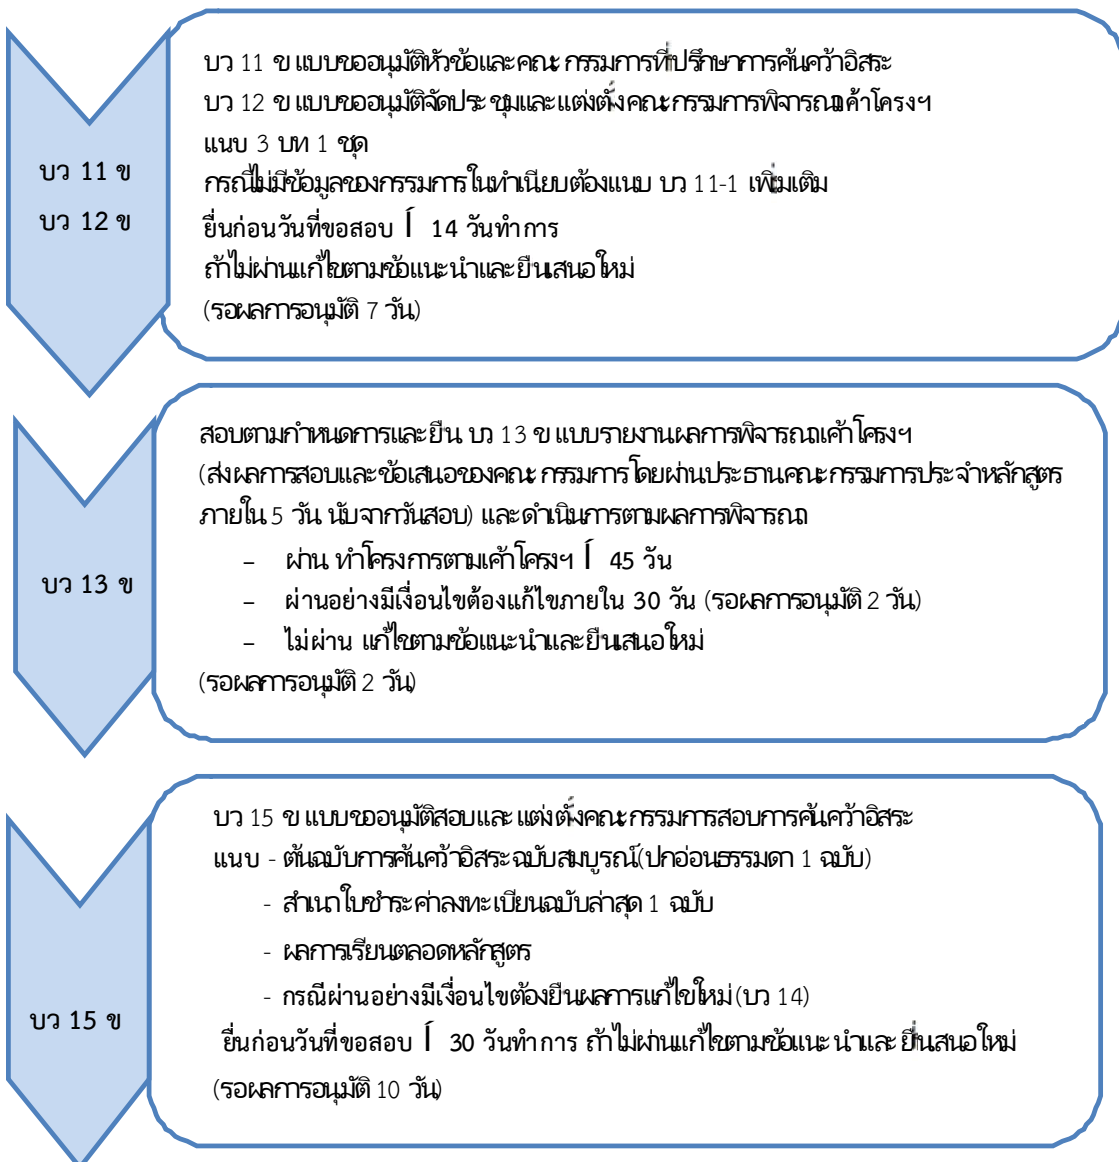 บว 11 ข
บว 12 ข
บว 11 ข แบบขออนุมัติหัวข้อและคณะกรรมการที่ปรึกษาการค้นคว้าอิสระ
บว 12 ข แบบขออนุมัติจัดประชุมและแต่งตั้งคณะกรรมการพิจารณาเค้าโครงฯ
แนบ 3 บท 1 ชุด
กรณีไม่มีข้อมูลของกรรมการในทำเนียบต้องแนบ บว 11-1 เพิ่มเติม
ยื่นก่อนวันที่ขอสอบ Í 14 วันทำการ
ถ้าไม่ผ่านแก้ไขตามข้อแนะนำและยื่นเสนอใหม่
(รอผลการอนุมัติ 7 วัน)
บว 13 ข
สอบตามกำหนดการและยื่น บว 13 ข แบบรายงานผลการพิจารณาเค้าโครงฯ
(ส่งผลการสอบและข้อเสนอของคณะกรรมการโดยผ่านประธานคณะกรรมการประจำหลักสูตร
ภายใน 5 วัน นับจากวันสอบ) และดำเนินการตามผลการพิจารณา
– ผ่าน ทำโครงการตามเค้าโครงฯ Í 45 วัน
– ผ่านอย่างมีเงื่อนไขต้องแก้ไขภายใน 30 วัน (รอผลการอนุมัติ 2 วัน)
– ไม่ผ่าน แก้ไขตามข้อแนะนำและยื่นเสนอใหม่
(รอผลการอนุมัติ 2 วัน)
บว 15 ข
บว 15 ข แบบขออนุมัติสอบและแต่งตั้งคณะกรรมการสอบการค้นคว้าอิสระ
แนบ - ต้นฉบับการค้นคว้าอิสระฉบับสมบูรณ์(ปกอ่อนธรรมดา 1 ฉบับ)
- สำเนาใบชำระค่าลงทะเบียนฉบับล่าสุด 1 ฉบับ
- ผลการเรียนตลอดหลักสูตร
- กรณีผ่านอย่างมีเงื่อนไขต้องยื่นผลการแก้ไขใหม่(บว 14)
ยื่นก่อนวันที่ขอสอบ Í 30 วันทำการ ถ้าไม่ผ่านแก้ไขตามข้อแนะนำและยื่นเสนอใหม่
(รอผลการอนุมัติ 10 วัน)